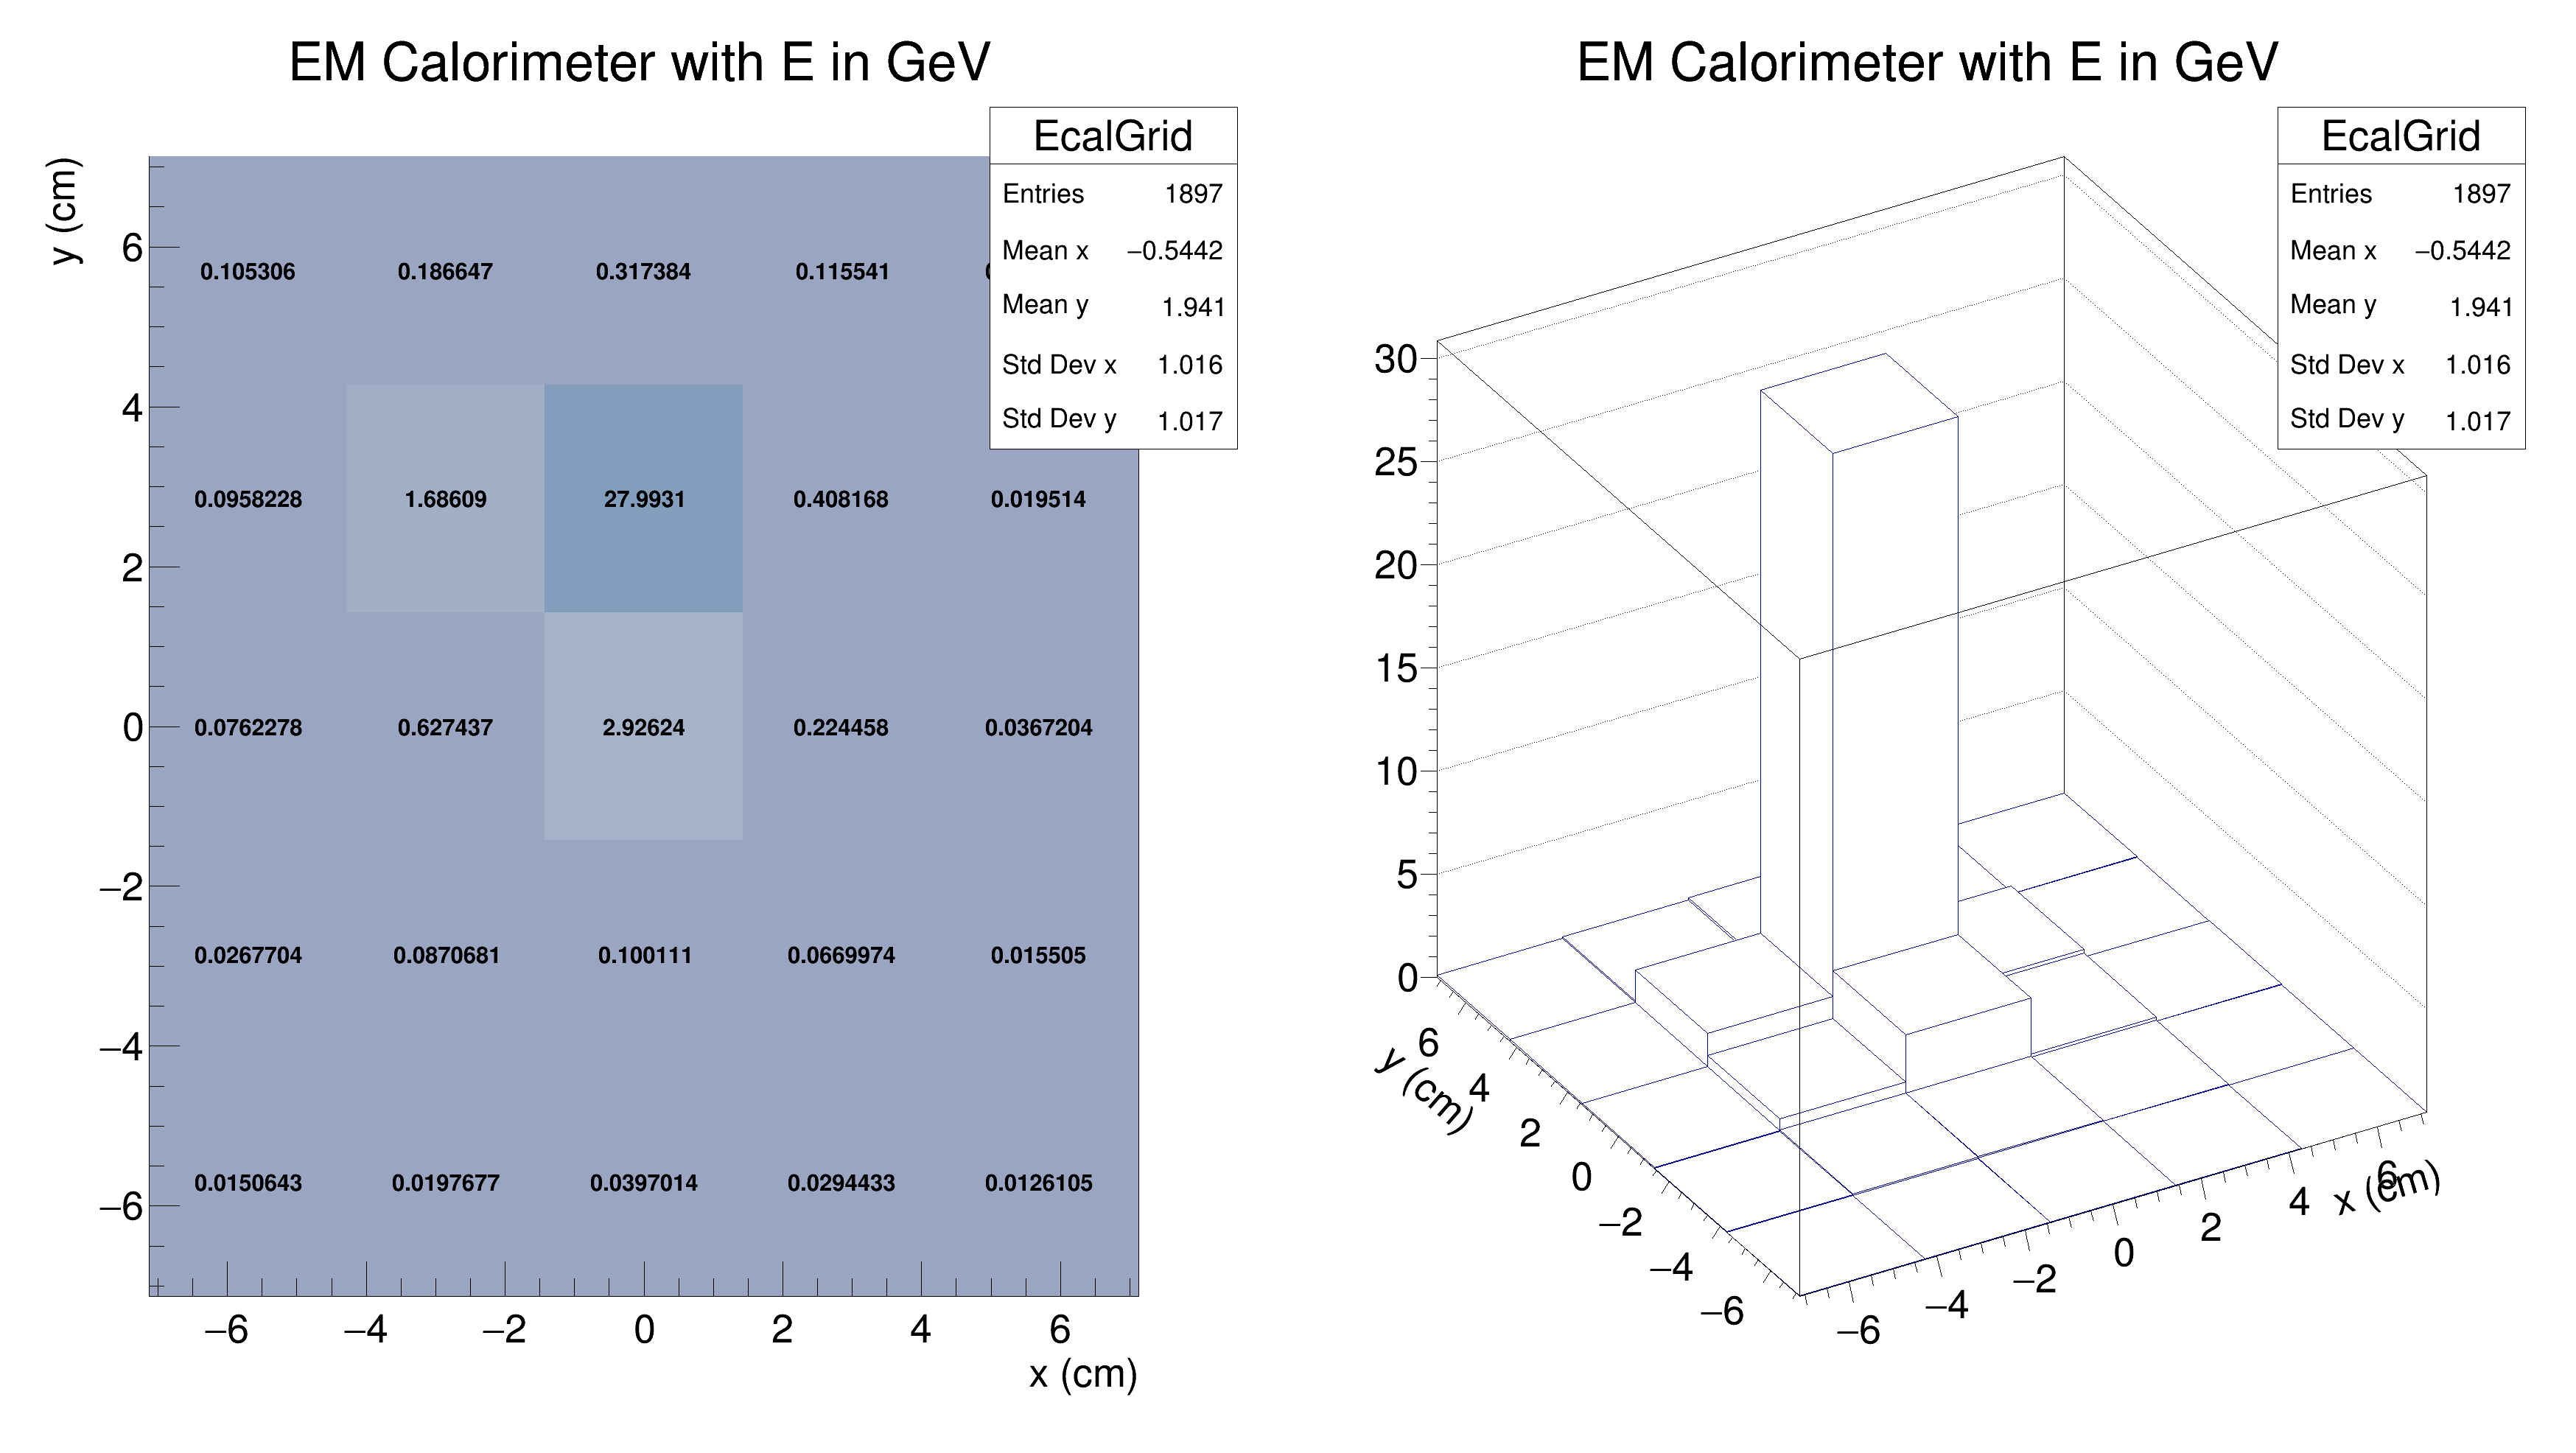 EM Calorimeter with E in GeV
EcalGrid
Entries 1897
Mean x −0.5442
Mean y 1.941
Std Dev x 1.016
Std Dev y 1.017
y (cm)
6
4
2
0
−2
−4
−6
0.105306 0.186647 0.317384 0.115541
0.0958228 1.68609 27.9931 0.408168 0.019514
0.0762278 0.627437 2.92624 0.224458 0.0367204
0.0267704 0.0870681 0.100111 0.0669974 0.015505
0.0150643 0.0197677 0.0397014 0.0294433 0.0126105
−6 −4 −2 0 2 4 6
x (cm)
EM Calorimeter with E in GeV
EcalGrid
Entries 1897
Mean x −0.5442
Mean y 1.941
Std Dev x 1.016
Std Dev y 1.017
30
25
20
15
10
5
0
6
4
2
0
−2
−4
−6
y (cm)
−6 −4 −2 0 2 4 6
x (cm)